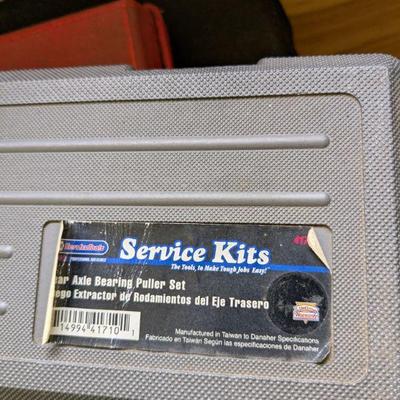 ServiceTools
Service Kits
The Tools, to Make Tough Jobs Easy!
ar Axle Bearing Puller Set
ego Extractor de Rodamientos del Eje Trasero
14994 41710 1
Manufactured in Taiwan to Danaher Specifications
Fabricado en Taiwán Según las especificaciones de Danaher